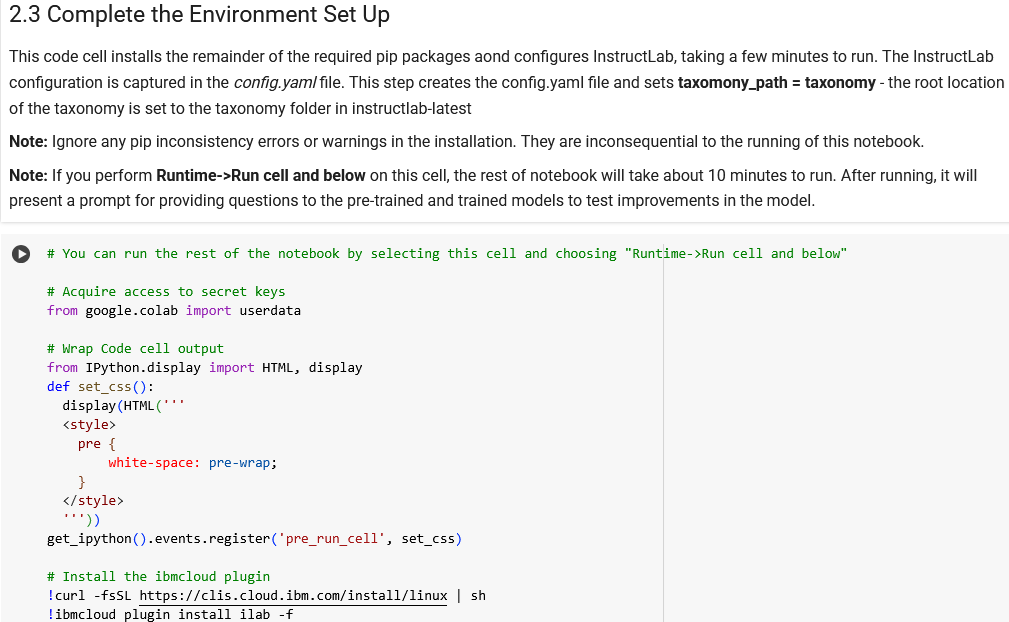 2.3 Complete the Environment Set Up
This code cell installs the remainder of the required pip packages aond configures InstructLab, taking a few minutes to run. The InstructLab
configuration is captured in the config.yaml file. This step creates the config.yaml file and sets taxomony_path = taxonomy - the root location
of the taxonomy is set to the taxonomy folder in instructlab-latest
Note: Ignore any pip inconsistency errors or warnings in the installation. They are inconsequential to the running of this notebook.
Note: If you perform Runtime->Run cell and below on this cell, the rest of notebook will take about 10 minutes to run. After running, it will
present a prompt for providing questions to the pre-trained and trained models to test improvements in the model.
# You can run the rest of the notebook by selecting this cell and choosing "Runtime->Run cell and below"
# Acquire access to secret keys
from google.colab import userdata
# Wrap Code cell output
from IPython.display import HTML, display
def set_css():
  display(HTML('''
  <style>
    pre {
        white-space: pre-wrap;
    }
  </style>
  '''))
get_ipython().events.register('pre_run_cell', set_css)
# Install the ibmcloud plugin
!curl -fsSL https://clis.cloud.ibm.com/install/linux | sh
!ibmcloud plugin install ilab -f